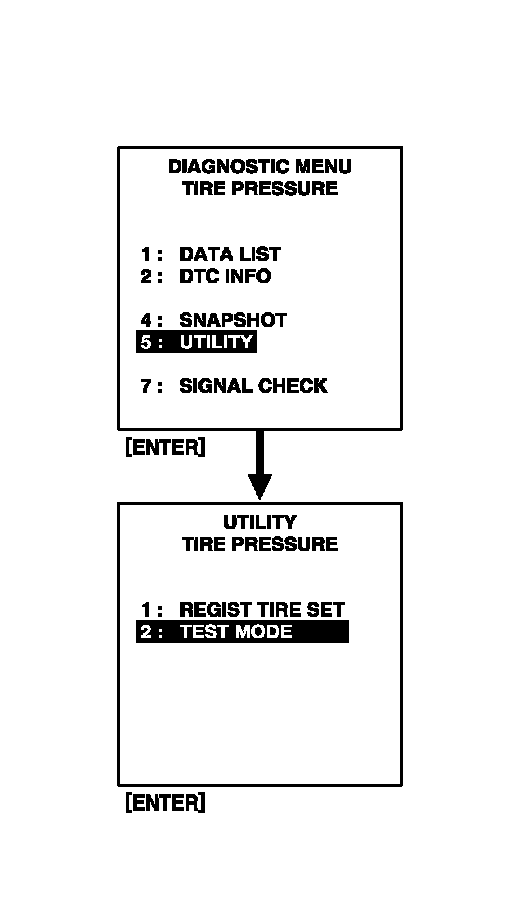 DIAGNOSTIC MENU
TIRE PRESSURE
1 : DATA LIST
2 : DTC INFO
4 : SNAPSHOT
5 : UTILITY
7 : SIGNAL CHECK
[ENTER]
UTILITY
TIRE PRESSURE
1 : REGIST TIRE SET
2 : TEST MODE
[ENTER]